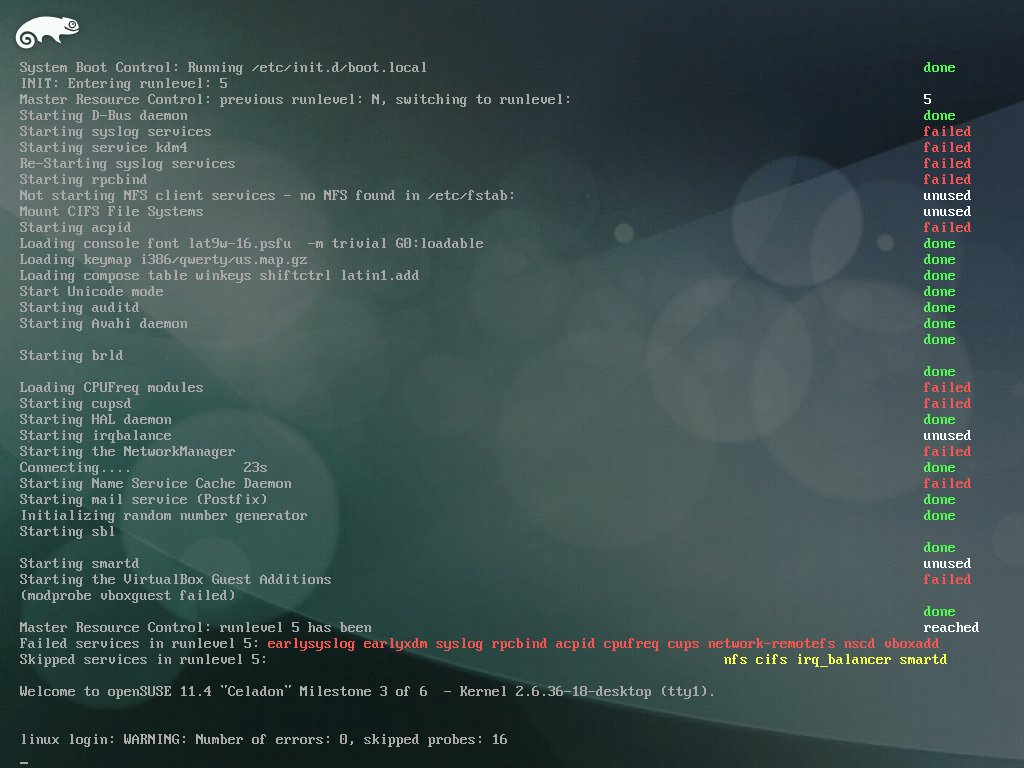 System Boot Control: Running /etc/init.d/boot.local done
INIT: Entering runlevel: 5
Master Resource Control: previous runlevel: N, switching to runlevel: 5
Starting D-Bus daemon done
Starting syslog services failed
Starting service kdm4 failed
Re-Starting syslog services failed
Starting rpcbind failed
Not starting NFS client services - no NFS found in /etc/fstab: unused
Mount CIFS File Systems unused
Starting acpid failed
Loading console font lat9w-16.psfu  -m trivial G0:loadable done
Loading keymap i386/qwerty/us.map.gz done
Loading compose table winkeys shiftctrl latin1.add done
Start Unicode mode done
Starting auditd done
Starting Avahi daemon done
done
Starting brld
done
Loading CPUFreq modules failed
Starting cupsd failed
Starting HAL daemon done
Starting irqbalance unused
Starting the NetworkManager failed
Connecting.... 23s done
Starting Name Service Cache Daemon failed
Starting mail service (Postfix) done
Initializing random number generator done
Starting sbl
done
Starting smartd unused
Starting the VirtualBox Guest Additions failed
(modprobe vboxguest failed)
done
Master Resource Control: runlevel 5 has been reached
Failed services in runlevel 5: earlysyslog earlyxdm syslog rpcbind acpid cpufreq cups network-remotefs nscd vboxadd
Skipped services in runlevel 5: nfs cifs irq_balancer smartd
Welcome to openSUSE 11.4 "Celadon" Milestone 3 of 6  - Kernel 2.6.36-18-desktop (tty1).
linux login: WARNING: Number of errors: 0, skipped probes: 16
_